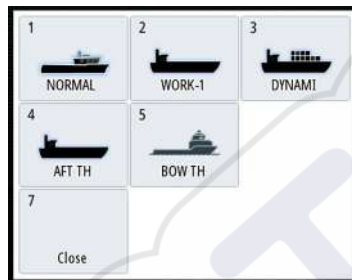 1
2
3
NORMAL
WORK-1
DYNAMI
4
5
AFT TH
BOW TH
7
Close